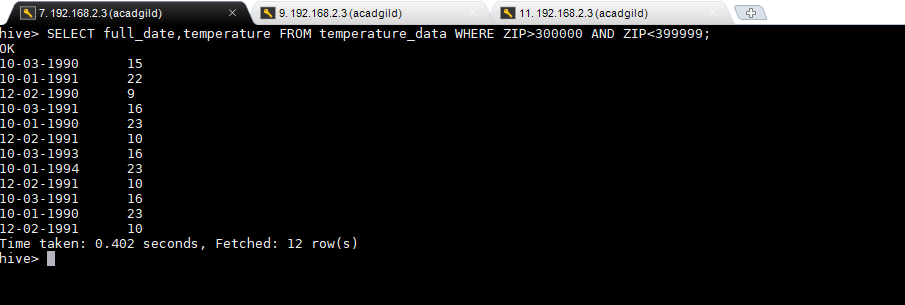 7. 192.168.2.3 (acadgild)
9. 192.168.2.3 (acadgild)
11. 192.168.2.3 (acadgild)
hive> SELECT full_date,temperature FROM temperature_data WHERE ZIP>300000 AND ZIP<399999;
OK
10-03-1990 15
10-01-1991 22
12-02-1990 9
10-03-1991 16
10-01-1990 23
12-02-1991 10
10-03-1993 16
10-01-1994 23
12-02-1991 10
10-03-1991 16
10-01-1990 23
12-02-1991 10
Time taken: 0.402 seconds, Fetched: 12 row(s)
hive>